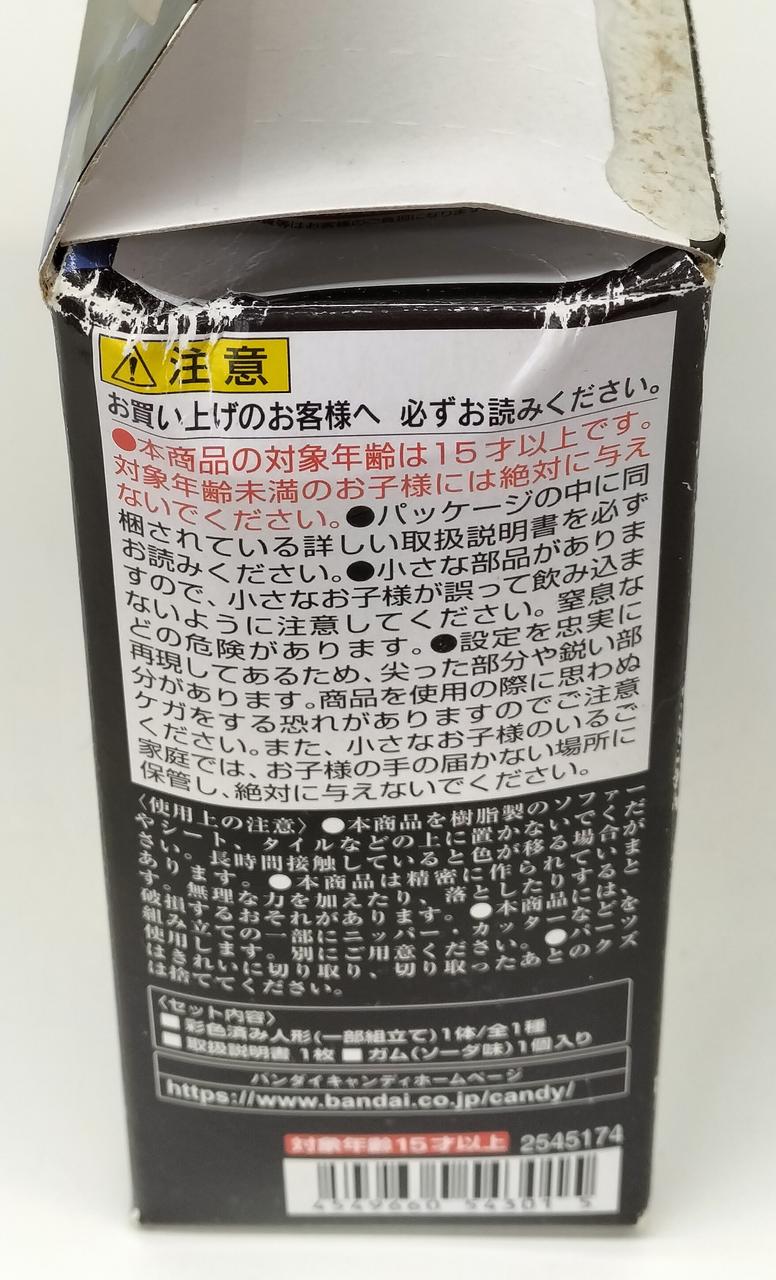 等はお客様のご負担になります
注意
お買い上げのお客様へ 必ずお読みください。
●本商品の対象年齢は15才以上です。
対象年齢未満のお子様には絶対に与え
ないでください。●パッケージの中に同
梱されている詳しい取扱説明書を必ず
お読みください。●小さな部品がありま
すので、小さなお子様が誤って飲み込ま
ないように注意してください。窒息な
どの危険があります。●設定を忠実に
再現してあるため、尖った部分や鋭い部
分があります。商品を使用の際に思わぬ
ケガをする恐れがありますのでご注意
ください。また、小さなお子様のいるご
家庭では、お子様の手の届かない場所に
保管し、絶対に与えないでください。
〈使用上の注意〉●本商品を樹脂製のソファー
やシート、タイルなどの上に置かないでくだ
さい。長時間接触していると色が移る場合が
あります。●本商品は精密に作られていま
す。無理な力を加えたり、落としたりすると
破損するおそれがあります。●本商品は、
組み立ての一部にニッパー・カッターなどを
使用します。別にご用意ください。●パーツ
はきれいに切り取り、切り取ったあとのクズ
は捨ててください。
〈セット内容〉
■彩色済み人形(一部組立て)1体/全1種
■取扱説明書 1枚 ■ガム(ソーダ味)1個入り
バンダイキャンディホームページ
https://www.bandai.co.jp/candy/
対象年齢15才以上 2545174
4549660 54301 5